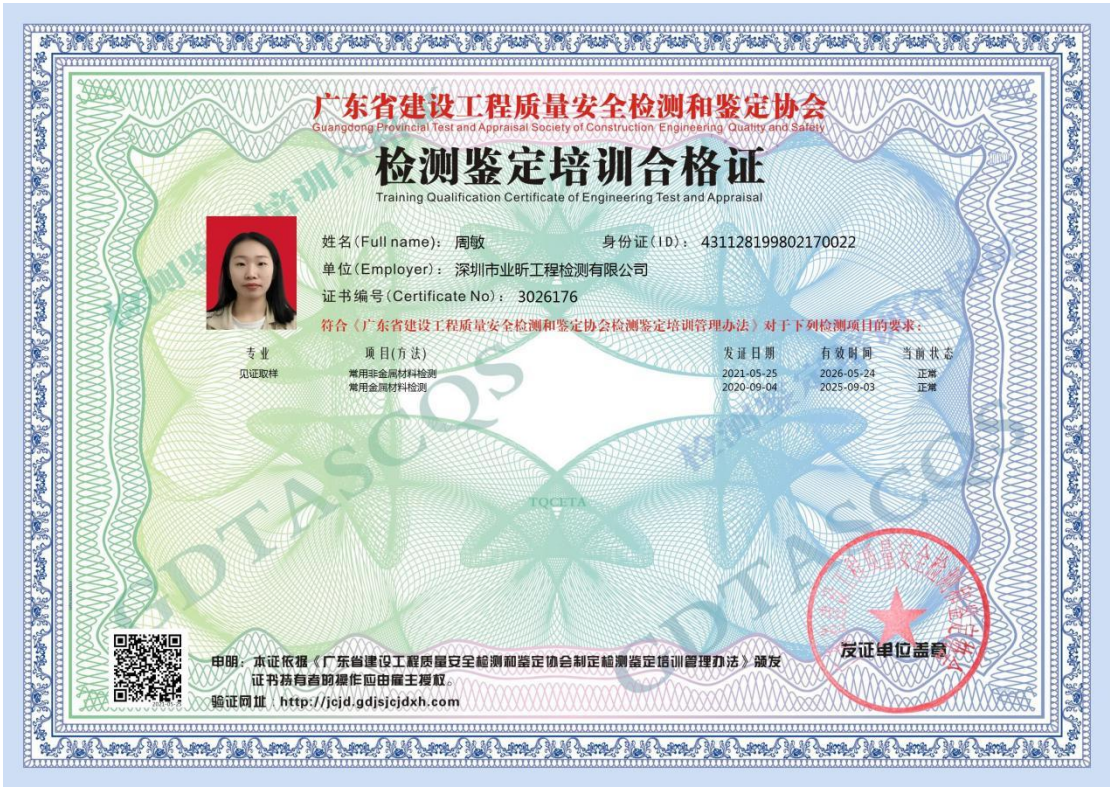 广东省建设工程质量安全检测和鉴定协会
Guangdong Provincial Test and Appraisal Society of Construction Engineering Quality and Safety
检测鉴定培训合格证
Training Qualification Certificate of Engineering Test and Appraisal
姓名(Full name)： 周敏 身份证(ID)： 431128199802170022
单位(Employer)： 深圳市业昕工程检测有限公司
证书编号(Certificate No)： 3026176
符合《广东省建设工程质量安全检测和鉴定协会检测鉴定培训管理办法》对于下列检测项目的要求：
专业 项目(方法) 发证日期 有效时间 当前状态
见证取样 常用非金属材料检测 2021-05-25 2026-05-24 正常
常用金属材料检测 2020-09-04 2025-09-03 正常
GDTASCQS
TQCETA
GDTASCQS
发证单位盖章
申明：本证依据《广东省建设工程质量安全检测和鉴定协会制定检测鉴定培训管理办法》颁发
证书持有者的操作应由雇主授权。
验证网址：http://jcjd.gdjsjcjdxh.com